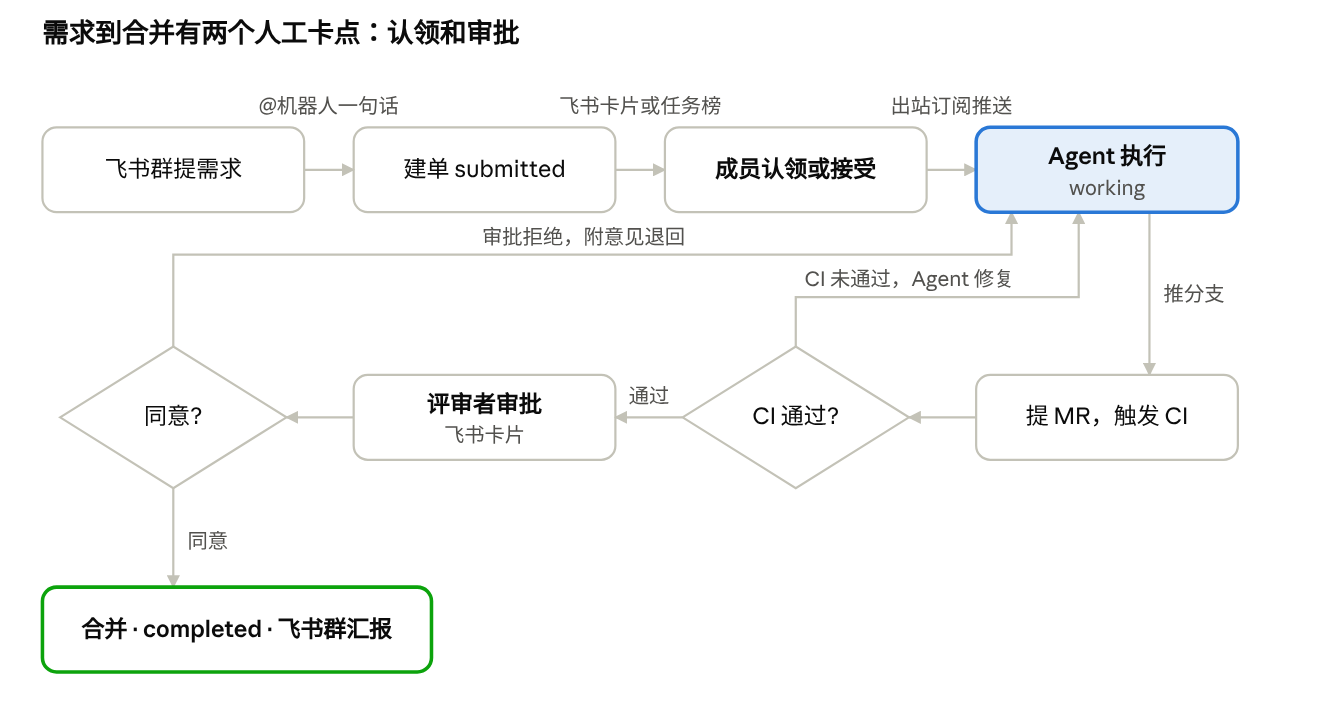 需求到合并有两个人工卡点：认领和审批
@机器人一句话
飞书卡片或任务榜
出站订阅推送
飞书群提需求
建单 submitted
成员认领或接受
Agent 执行
working
审批拒绝，附意见退回
CI 未通过，Agent 修复
推分支
同意?
评审者审批
飞书卡片
通过
CI 通过?
提 MR，触发 CI
同意
合并 · completed · 飞书群汇报